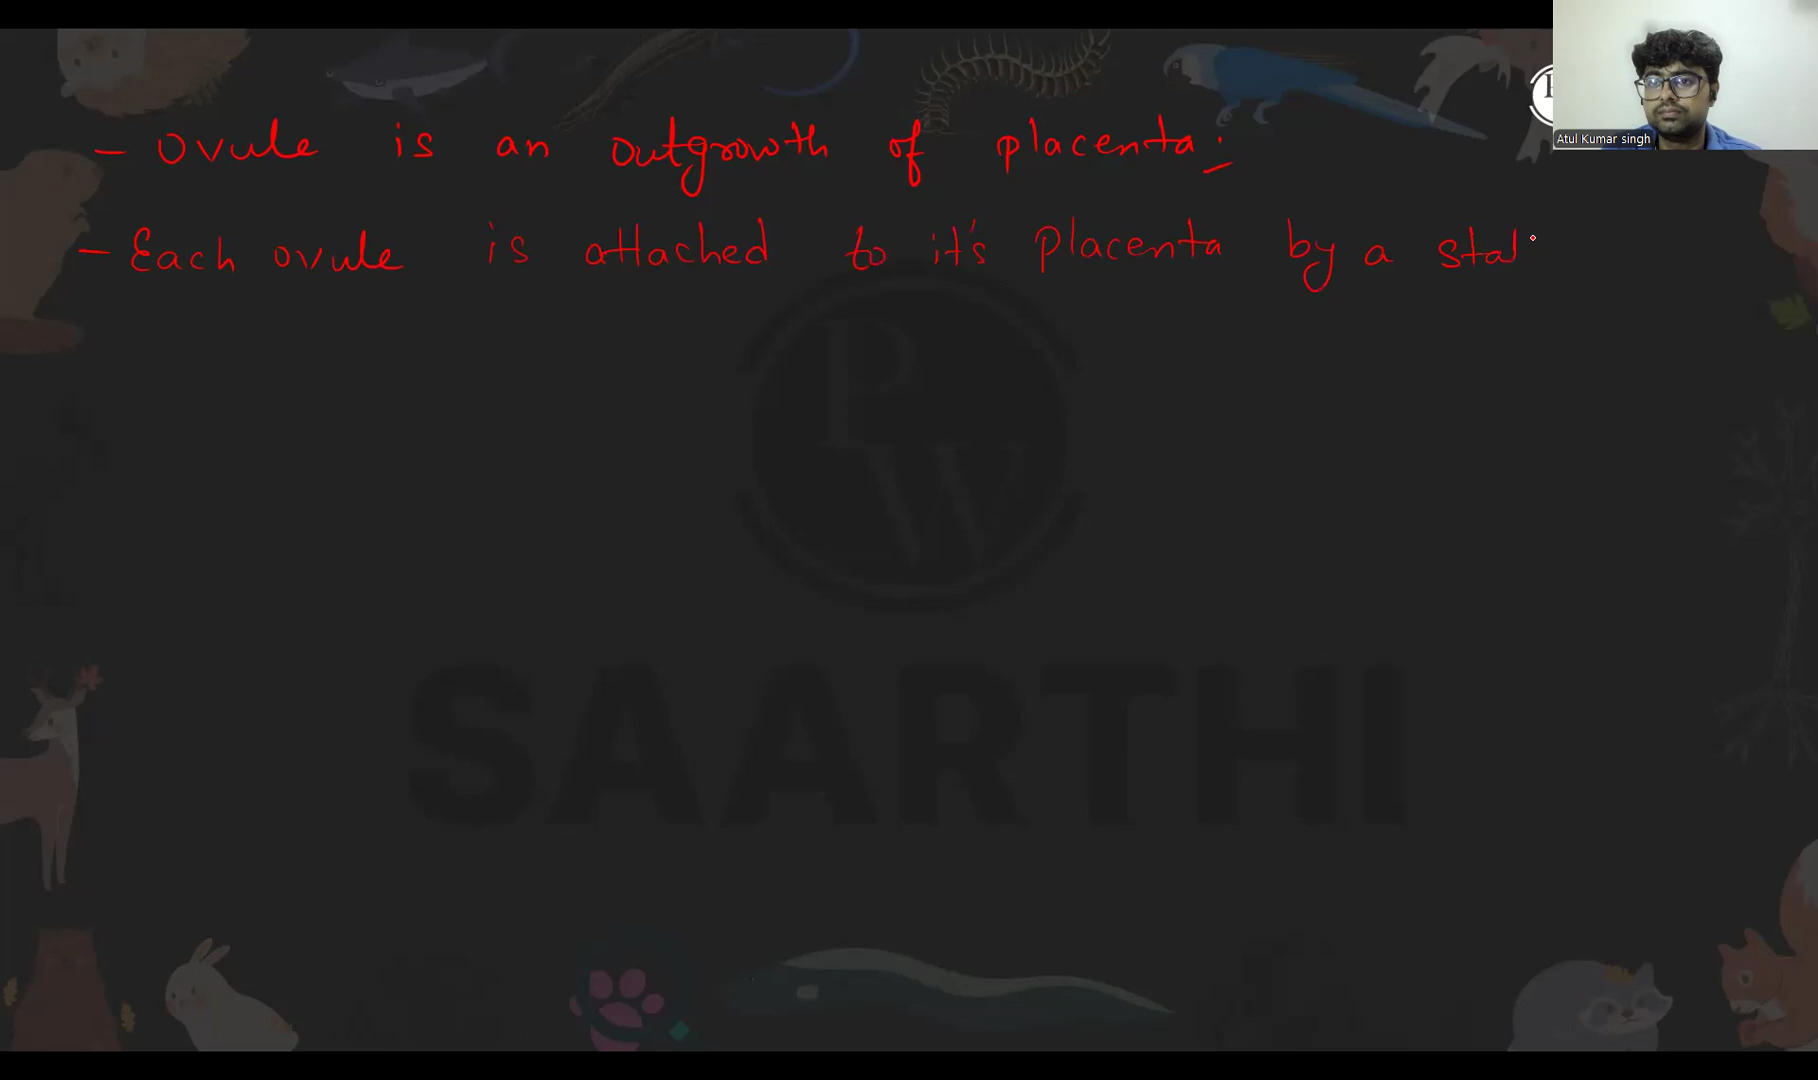 - Ovule is an outgrowth of placenta.
- Each ovule is attached to it's placenta by a stal
Atul Kumar singh
PW
SAARTHI